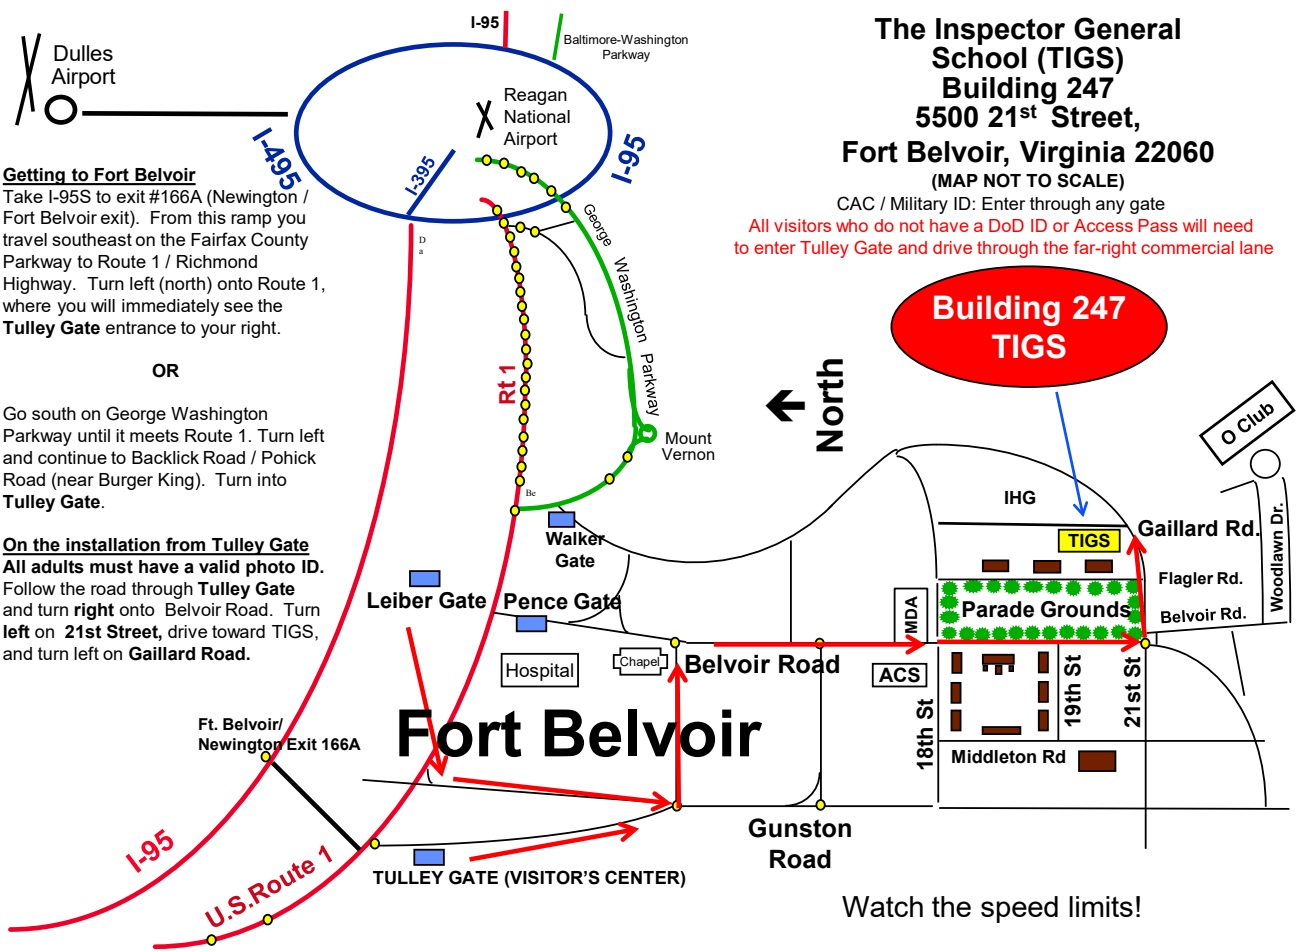 I-95
Baltimore-Washington
Parkway
Dulles
Airport
Reagan
National
Airport
I-495
I-395
I-95
The Inspector General
School (TIGS)
Building 247
5500 21st Street,
Fort Belvoir, Virginia 22060
(MAP NOT TO SCALE)
CAC / Military ID: Enter through any gate
All visitors who do not have a DoD ID or Access Pass will need
to enter Tulley Gate and drive through the far-right commercial lane
Getting to Fort Belvoir
Take I-95S to exit #166A (Newington /
Fort Belvoir exit). From this ramp you
travel southeast on the Fairfax County
Parkway to Route 1 / Richmond
Highway. Turn left (north) onto Route 1,
where you will immediately see the
Tulley Gate entrance to your right.
OR
Go south on George Washington
Parkway until it meets Route 1. Turn left
and continue to Backlick Road / Pohick
Road (near Burger King). Turn into
Tulley Gate.
On the installation from Tulley Gate
All adults must have a valid photo ID.
Follow the road through Tulley Gate
and turn right onto Belvoir Road. Turn
left on 21st Street, drive toward TIGS,
and turn left on Gaillard Road.
D
a
George Washington Parkway
Rt 1
Mount
Vernon
Be
North
Building 247
TIGS
O Club
IHG
TIGS
Gaillard Rd.
Woodlawn Dr.
Flagler Rd.
Belvoir Rd.
Parade Grounds
Walker
Gate
Leiber Gate
Pence Gate
MDA
Hospital
Chapel
Belvoir Road
ACS
18th St
19th St
21st St
Fort Belvoir
Middleton Rd
Ft. Belvoir/
Newington Exit 166A
Gunston
Road
I-95
U.S.Route 1
TULLEY GATE (VISITOR'S CENTER)
Watch the speed limits!